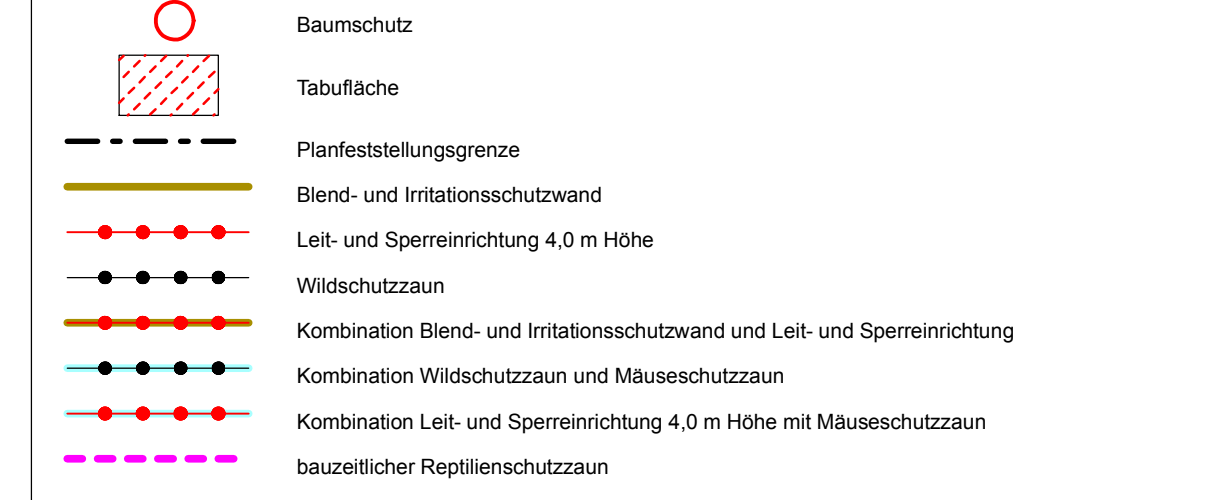 Baumschutz
Tabufläche
Planfeststellungsgrenze
Blend- und Irritationsschutzwand
Leit- und Sperreinrichtung 4,0 m Höhe
Wildschutzzaun
Kombination Blend- und Irritationsschutzwand und Leit- und Sperreinrichtung
Kombination Wildschutzzaun und Mäuseschutzzaun
Kombination Leit- und Sperreinrichtung 4,0 m Höhe mit Mäuseschutzzaun
bauzeitlicher Reptilienschutzzaun